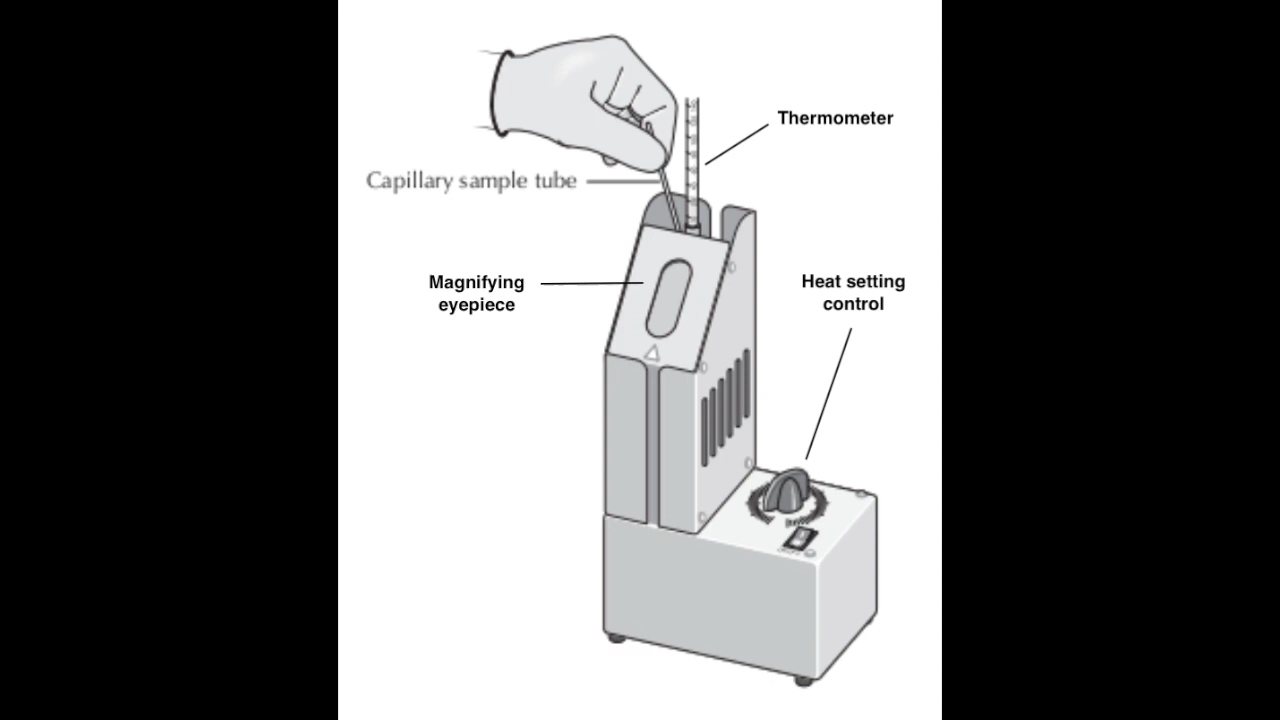 Thermometer
Capillary sample tube
Magnifying
eyepiece
Heat setting
control